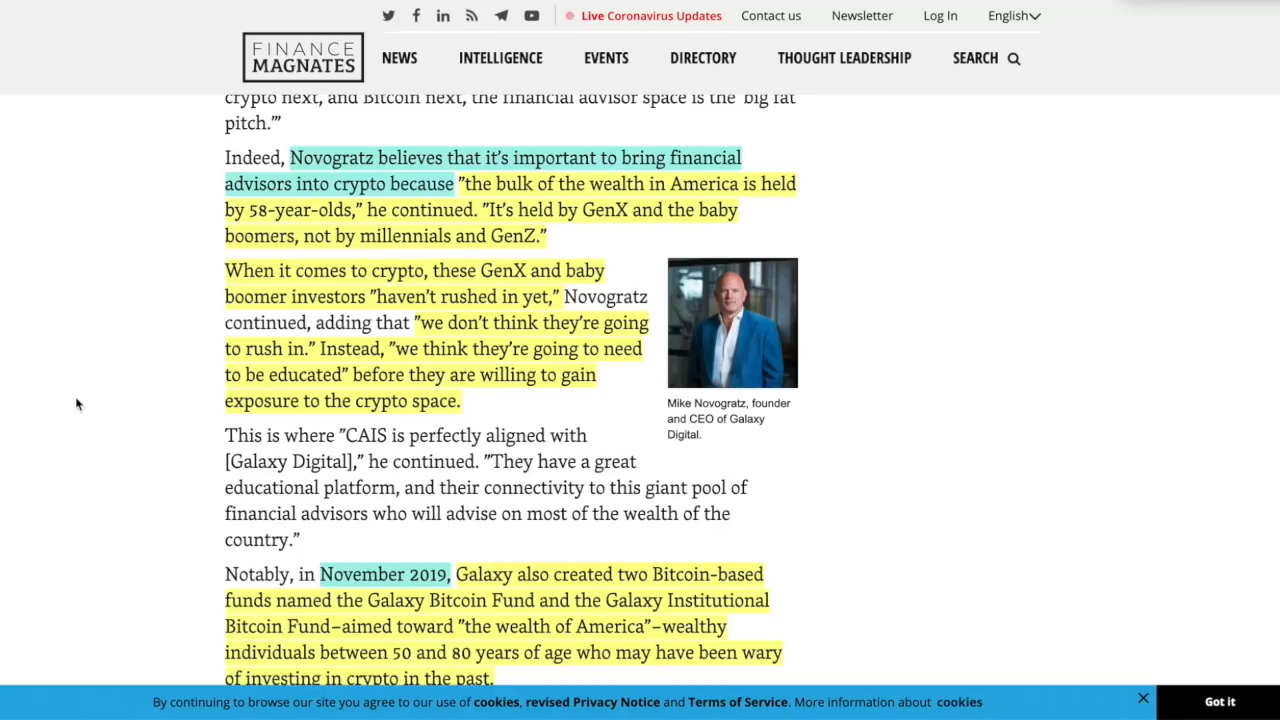 Live Coronavirus Updates
Contact us
Newsletter
Log In
English
FINANCE
MAGNATES
NEWS
INTELLIGENCE
EVENTS
DIRECTORY
THOUGHT LEADERSHIP
SEARCH
crypto next, and Bitcoin next, the financial advisor space is the 'big fat
pitch.'”
Indeed, Novogratz believes that it’s important to bring financial
advisors into crypto because ”the bulk of the wealth in America is held
by 58-year-olds,” he continued. ”It’s held by GenX and the baby
boomers, not by millennials and GenZ.”
When it comes to crypto, these GenX and baby
boomer investors ”haven’t rushed in yet,” Novogratz
continued, adding that ”we don’t think they’re going
to rush in.” Instead, ”we think they’re going to need
to be educated” before they are willing to gain
exposure to the crypto space.
Mike Novogratz, founder
and CEO of Galaxy
Digital.
This is where ”CAIS is perfectly aligned with
[Galaxy Digital],” he continued. ”They have a great
educational platform, and their connectivity to this giant pool of
financial advisors who will advise on most of the wealth of the
country.”
Notably, in November 2019, Galaxy also created two Bitcoin-based
funds named the Galaxy Bitcoin Fund and the Galaxy Institutional
Bitcoin Fund–aimed toward ”the wealth of America”–wealthy
individuals between 50 and 80 years of age who may have been wary
of investing in crypto in the past.
By continuing to browse our site you agree to our use of cookies, revised Privacy Notice and Terms of Service. More information about cookies
Got it